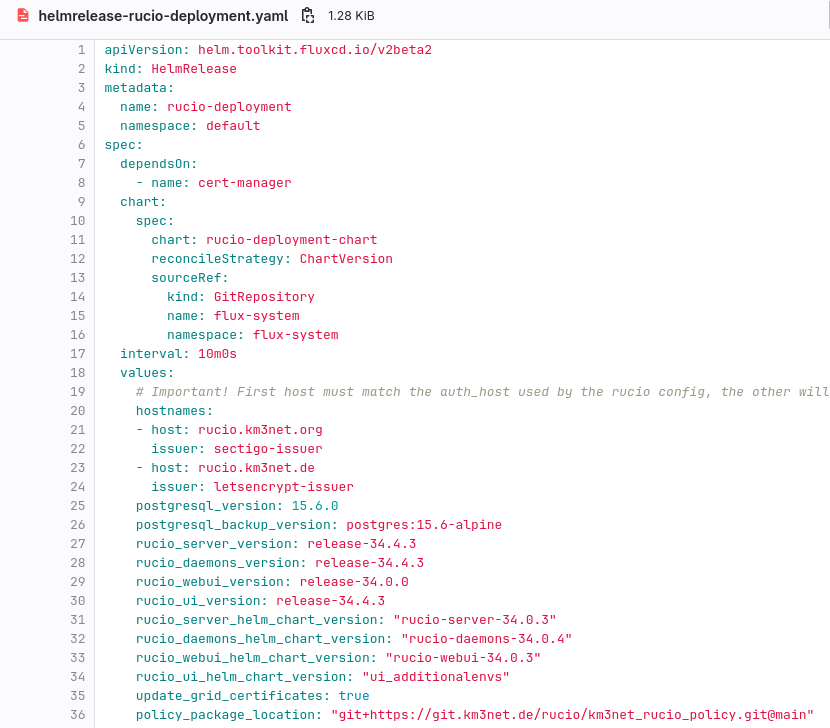 helmrelease-rucio-deployment.yaml 1.28 KiB
1 apiVersion: helm.toolkit.fluxcd.io/v2beta2
2 kind: HelmRelease
3 metadata:
4   name: rucio-deployment
5   namespace: default
6 spec:
7   dependsOn:
8     - name: cert-manager
9   chart:
10     spec:
11       chart: rucio-deployment-chart
12       reconcileStrategy: ChartVersion
13       sourceRef:
14         kind: GitRepository
15         name: flux-system
16         namespace: flux-system
17   interval: 10m0s
18   values:
19     # Important! First host must match the auth_host used by the rucio config, the other will
20     hostnames:
21     - host: rucio.km3net.org
22       issuer: sectigo-issuer
23     - host: rucio.km3net.de
24       issuer: letsencrypt-issuer
25     postgresql_version: 15.6.0
26     postgresql_backup_version: postgres:15.6-alpine
27     rucio_server_version: release-34.4.3
28     rucio_daemons_version: release-34.4.3
29     rucio_webui_version: release-34.0.0
30     rucio_ui_version: release-34.4.3
31     rucio_server_helm_chart_version: "rucio-server-34.0.3"
32     rucio_daemons_helm_chart_version: "rucio-daemons-34.0.4"
33     rucio_webui_helm_chart_version: "rucio-webui-34.0.3"
34     rucio_ui_helm_chart_version: "ui_additionalenvs"
35     update_grid_certificates: true
36     policy_package_location: "git+https://git.km3net.de/rucio/km3net_rucio_policy.git@main"